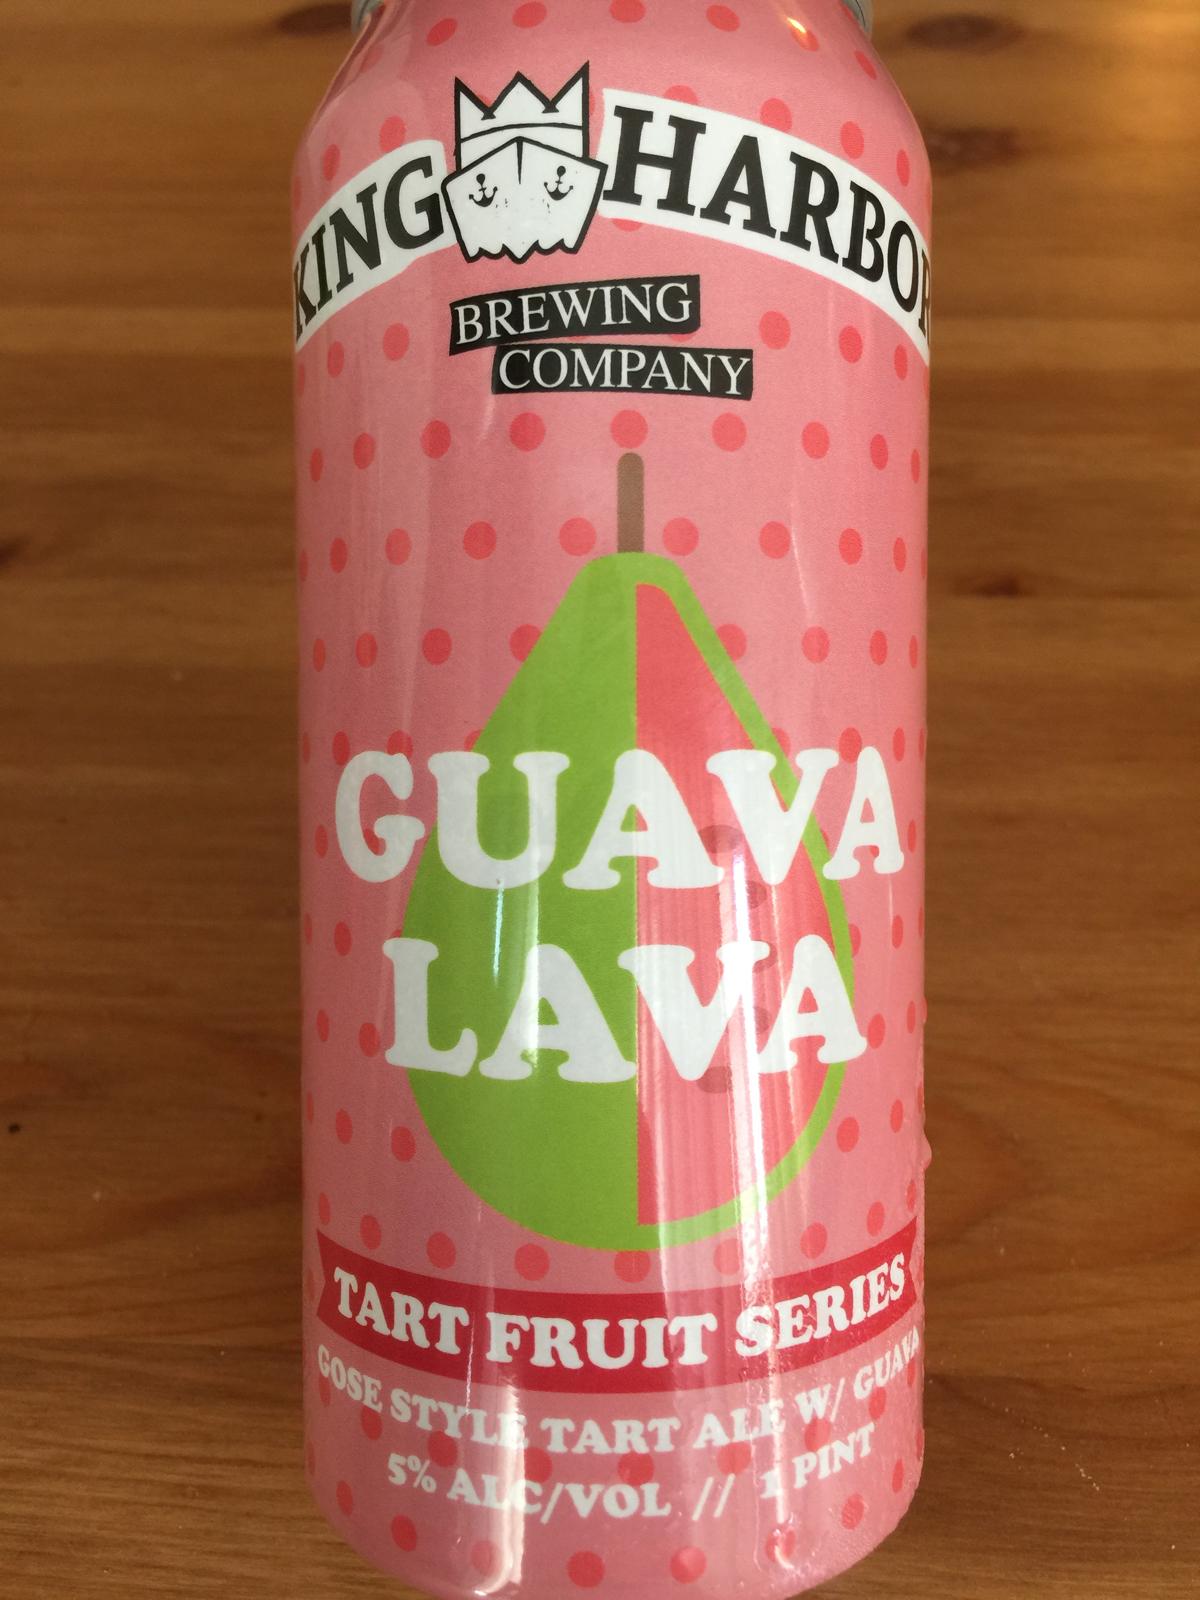 KING HARBOR
BREWING
COMPANY
GUAVA
LAVA
TART FRUIT SERIES
GOSE STYLE TART ALE W/ GUAVA
5% ALC/VOL // 1 PINT